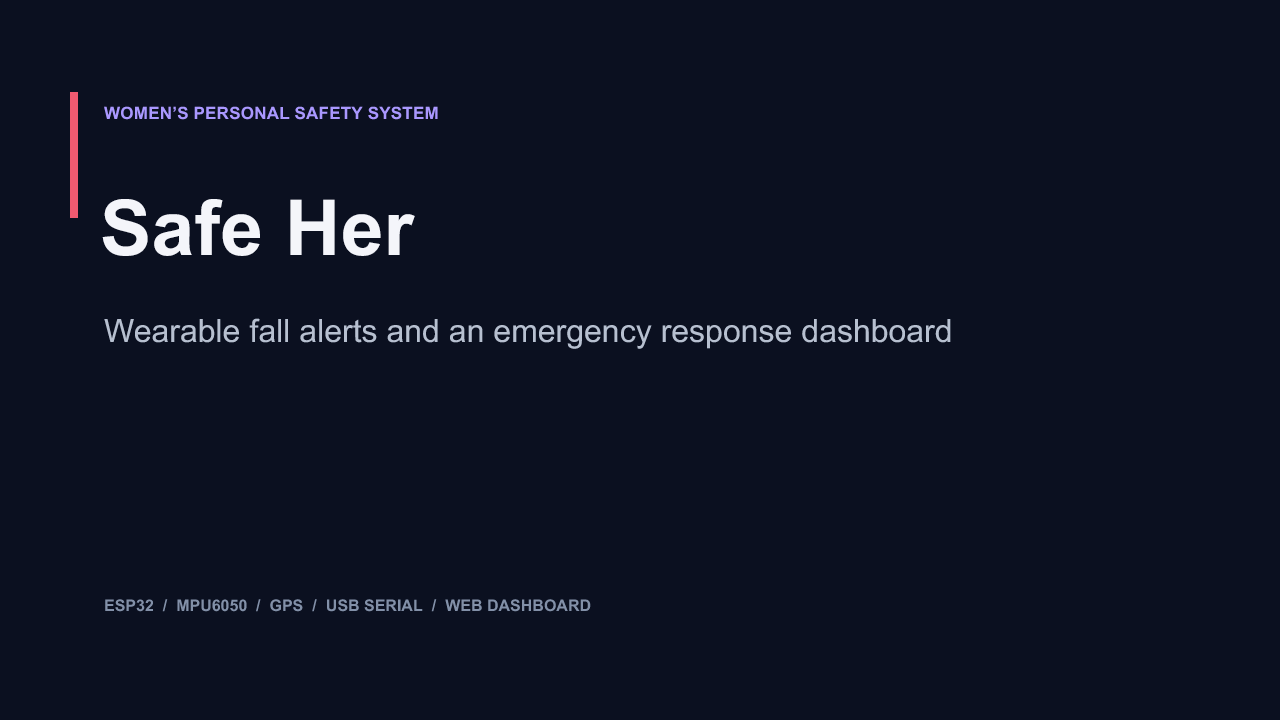 WOMEN’S PERSONAL SAFETY SYSTEM
Safe Her
Wearable fall alerts and an emergency response dashboard
ESP32 / MPU6050 / GPS / USB SERIAL / WEB DASHBOARD